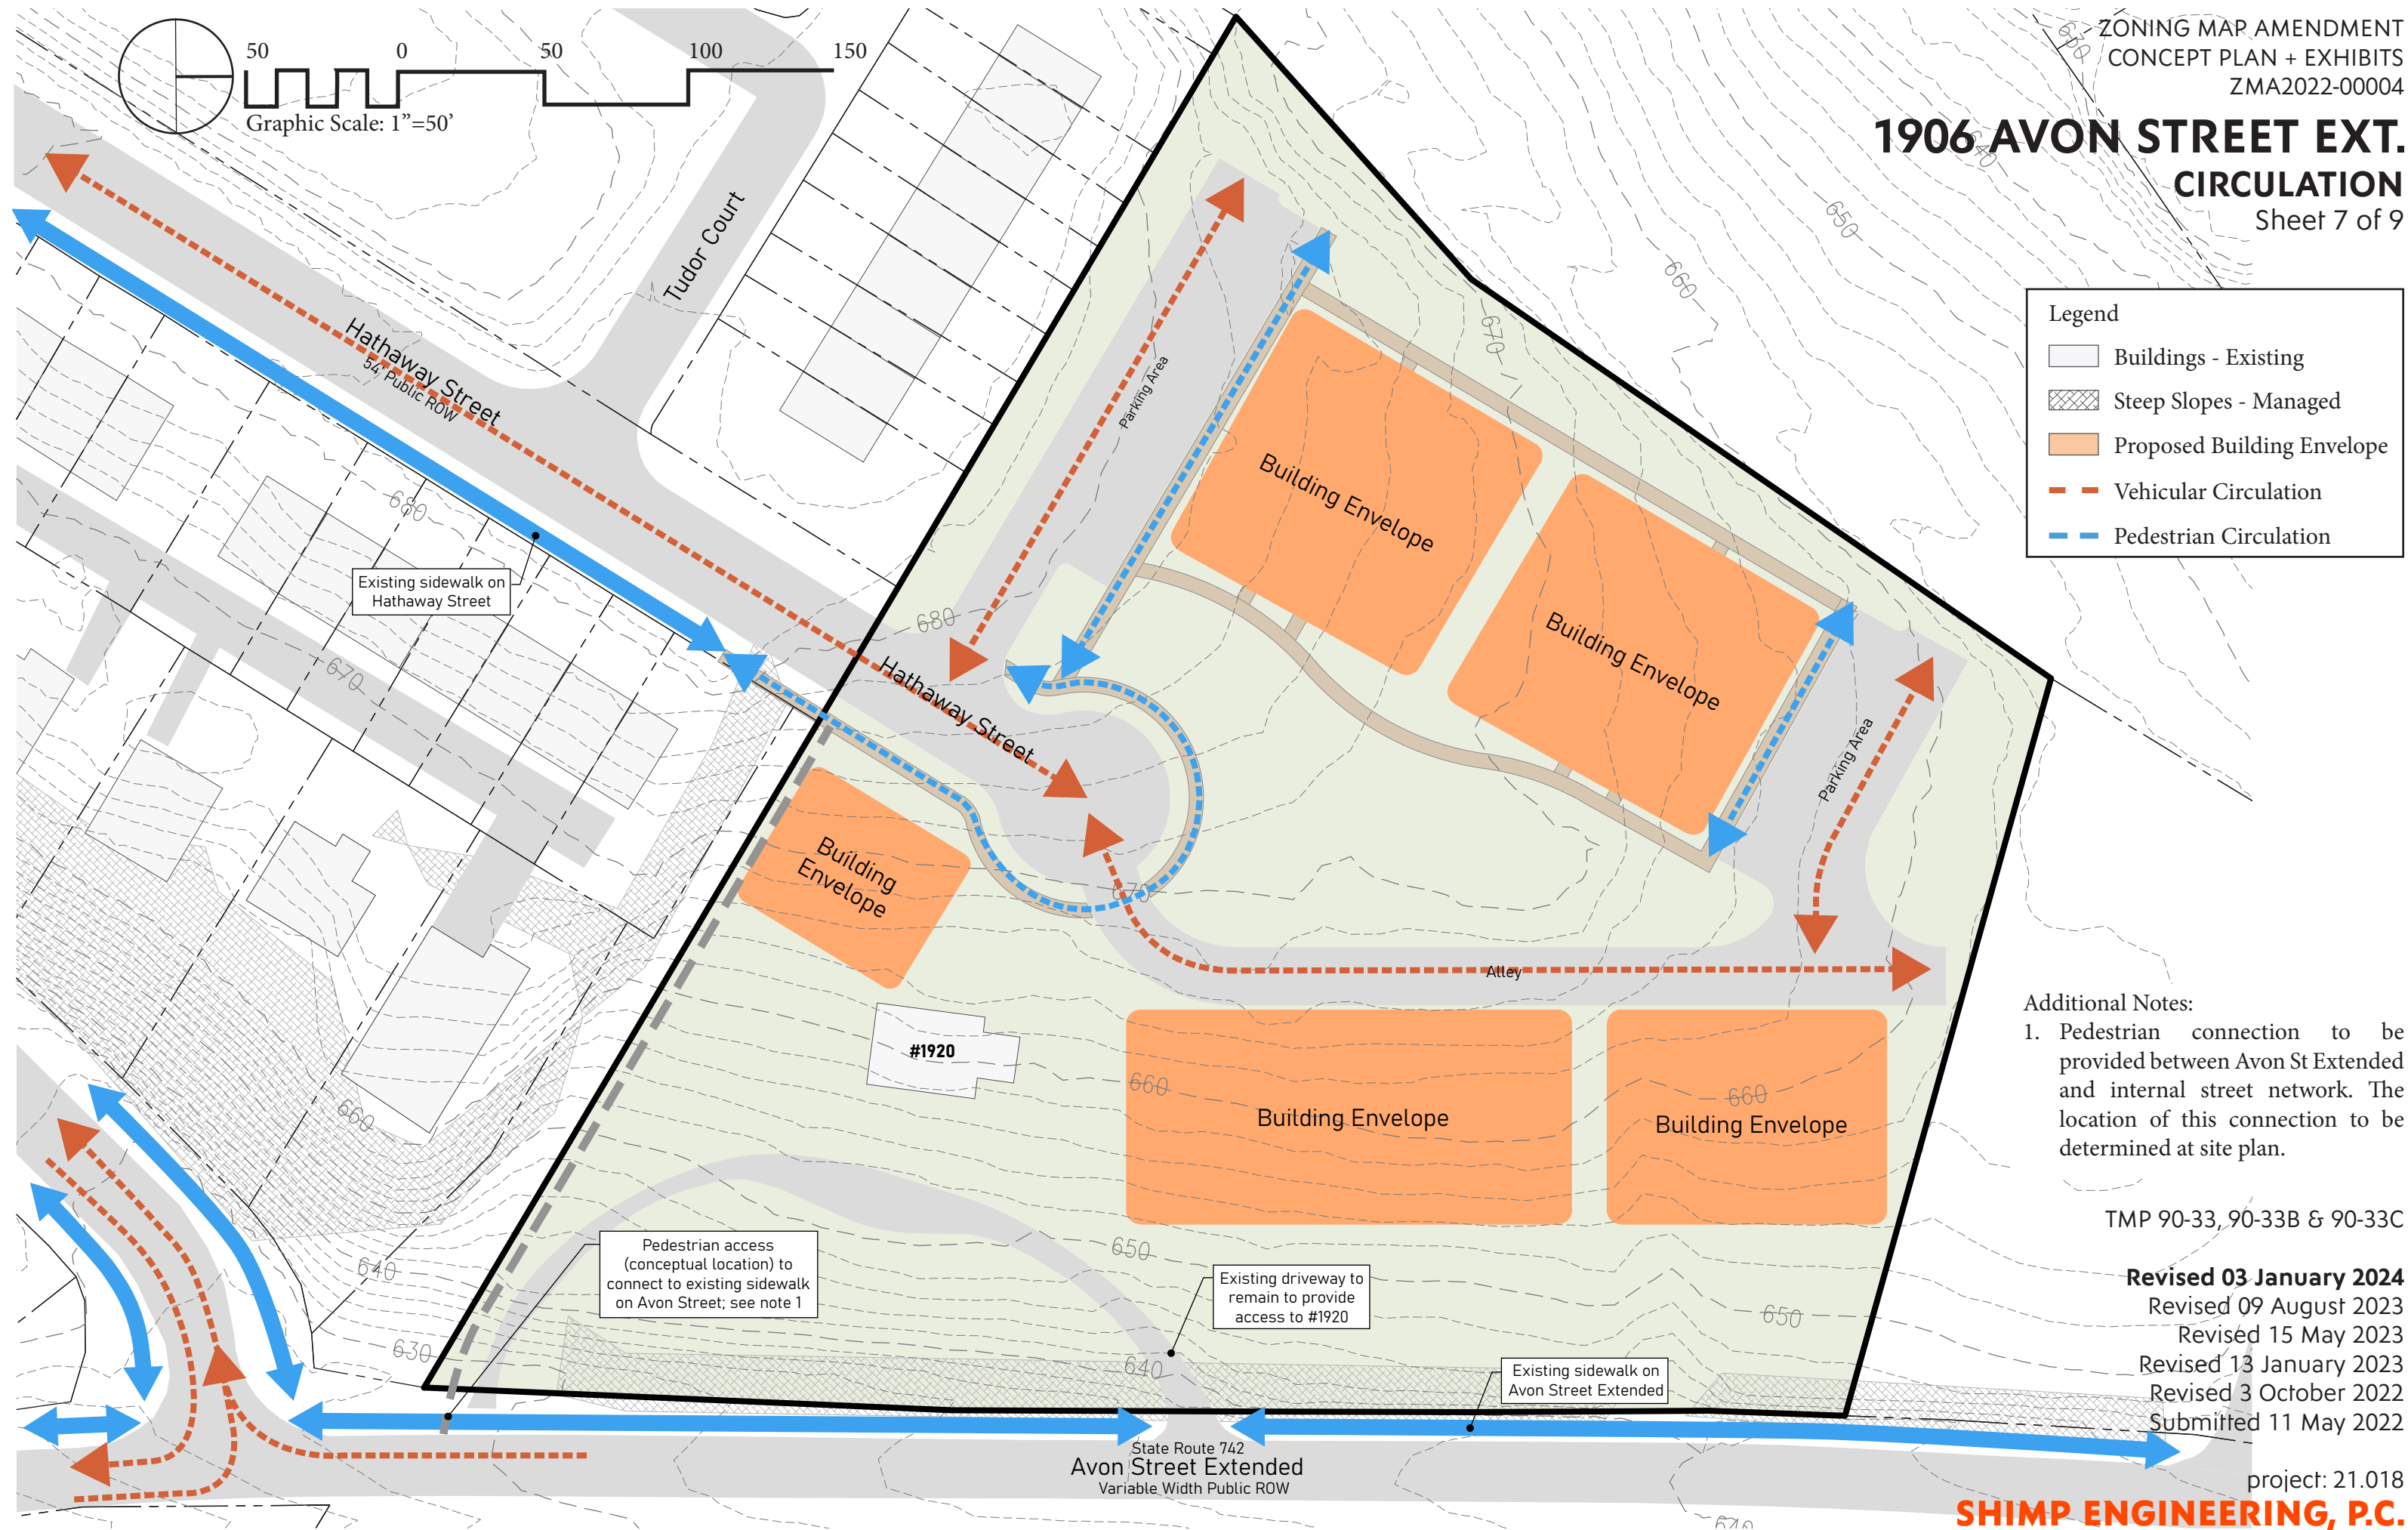 ZONING MAP AMENDMENT
CONCEPT PLAN + EXHIBITS
ZMA2022-00004
1906 AVON STREET EXT.
CIRCULATION
Sheet 7 of 9
50 0 50 100 150
Graphic Scale: 1”=50’
Legend
Buildings - Existing
Steep Slopes - Managed
Proposed Building Envelope
Vehicular Circulation
Pedestrian Circulation
630
640
650
660
670
Tudor Court
Hathaway Street
54' Public ROW
680
670
Existing sidewalk on
Hathaway Street
Parking Area
Building Envelope
Building Envelope
680
Hathaway Street
Parking Area
Building
Envelope
670
Alley
#1920
660
Building Envelope
660
Building Envelope
660
640
630
650
650
640
Pedestrian access
(conceptual location) to
connect to existing sidewalk
on Avon Street; see note 1
Existing driveway to
remain to provide
access to #1920
Existing sidewalk on
Avon Street Extended
State Route 742
Avon Street Extended
Variable Width Public ROW
640
Additional Notes:
1. Pedestrian connection to be
provided between Avon St Extended
and internal street network. The
location of this connection to be
determined at site plan.
TMP 90-33, 90-33B & 90-33C
Revised 03 January 2024
Revised 09 August 2023
Revised 15 May 2023
Revised 13 January 2023
Revised 3 October 2022
Submitted 11 May 2022
project: 21.018
SHIMP ENGINEERING, P.C.